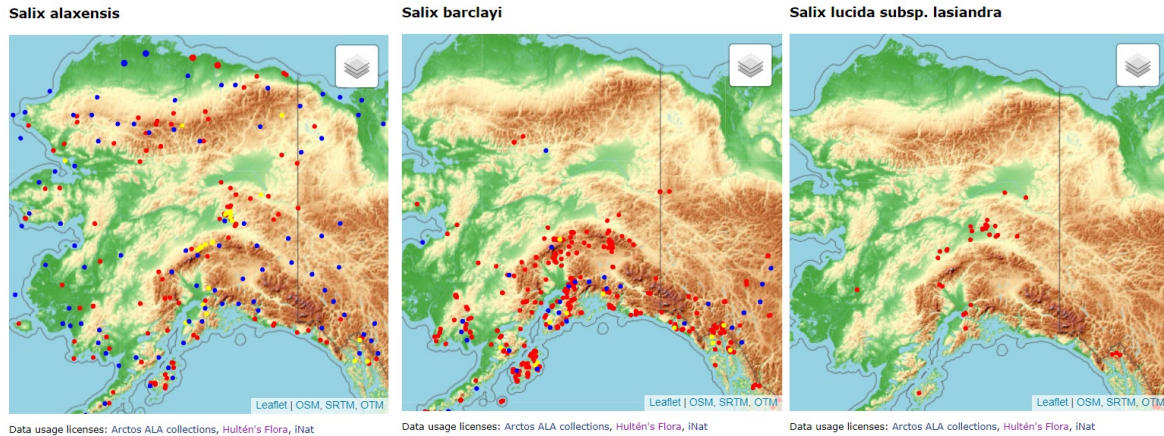 Salix alaxensis
Salix barclayi
Salix lucida subsp. lasiandra
Leaflet | OSM, SRTM, OTM
Leaflet | OSM, SRTM, OTM
Leaflet | OSM, SRTM, OTM
Data usage licenses: Arctos ALA collections, Hultén's Flora, iNat
Data usage licenses: Arctos ALA collections, Hultén's Flora, iNat
Data usage licenses: Arctos ALA collections, Hultén's Flora, iNat